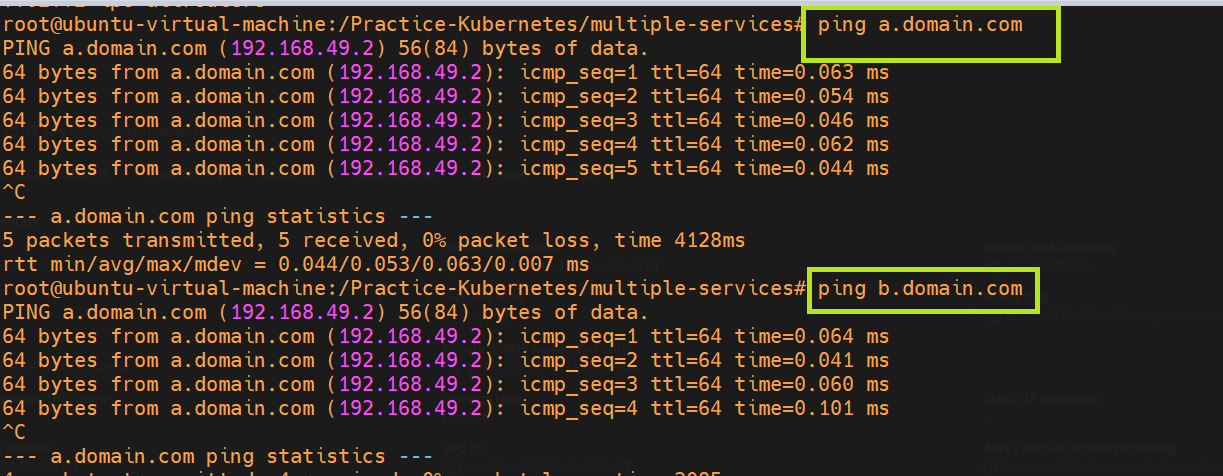 root@ubuntu-virtual-machine:/Practice-Kubernetes/multiple-services# ping a.domain.com
PING a.domain.com (192.168.49.2) 56(84) bytes of data.
64 bytes from a.domain.com (192.168.49.2): icmp_seq=1 ttl=64 time=0.063 ms
64 bytes from a.domain.com (192.168.49.2): icmp_seq=2 ttl=64 time=0.054 ms
64 bytes from a.domain.com (192.168.49.2): icmp_seq=3 ttl=64 time=0.046 ms
64 bytes from a.domain.com (192.168.49.2): icmp_seq=4 ttl=64 time=0.062 ms
64 bytes from a.domain.com (192.168.49.2): icmp_seq=5 ttl=64 time=0.044 ms
^C
--- a.domain.com ping statistics ---
5 packets transmitted, 5 received, 0% packet loss, time 4128ms
rtt min/avg/max/mdev = 0.044/0.053/0.063/0.007 ms
root@ubuntu-virtual-machine:/Practice-Kubernetes/multiple-services# ping b.domain.com
PING a.domain.com (192.168.49.2) 56(84) bytes of data.
64 bytes from a.domain.com (192.168.49.2): icmp_seq=1 ttl=64 time=0.064 ms
64 bytes from a.domain.com (192.168.49.2): icmp_seq=2 ttl=64 time=0.041 ms
64 bytes from a.domain.com (192.168.49.2): icmp_seq=3 ttl=64 time=0.060 ms
64 bytes from a.domain.com (192.168.49.2): icmp_seq=4 ttl=64 time=0.101 ms
^C
--- a.domain.com ping statistics ---
Private IPv4 addresses
Elastic IP addresses
VPC ID
AWS Compute Optimizer finding